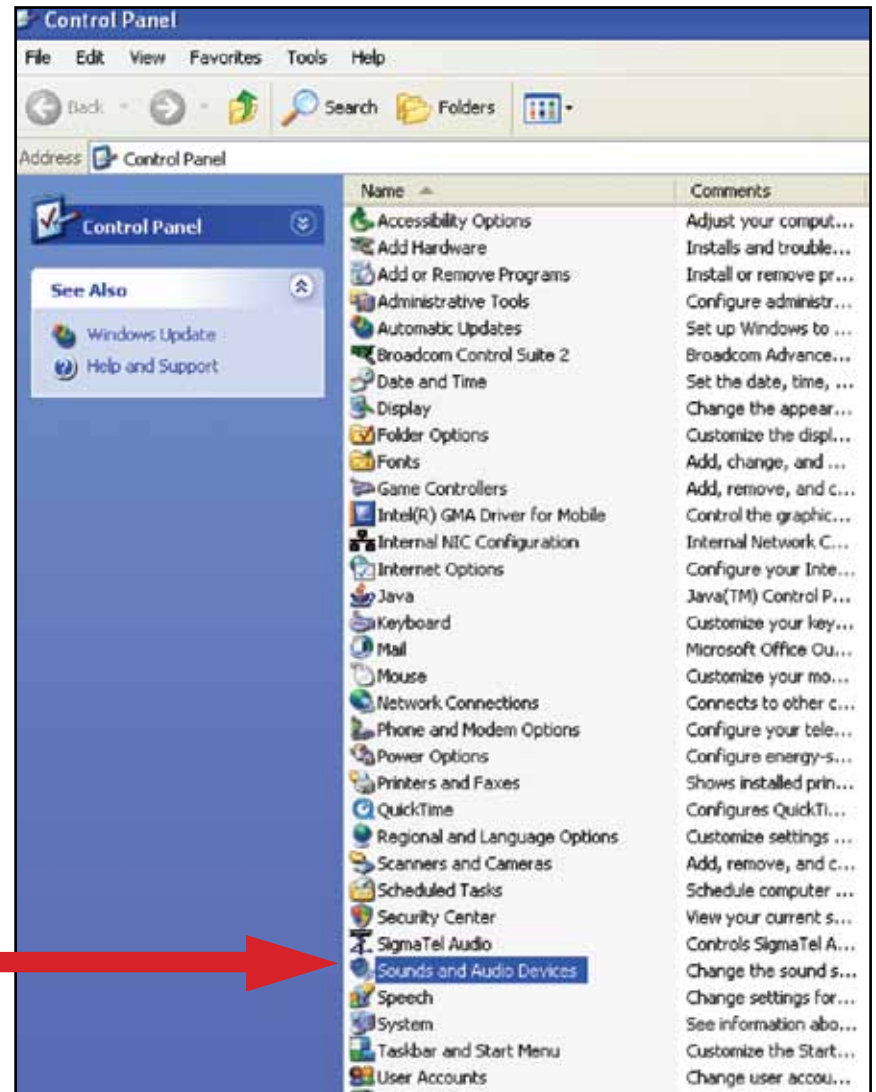 Control Panel
File Edit View Favorites Tools Help
Back Search Folders
Address Control Panel
Control Panel
See Also
Windows Update
Help and Support
Name Comments
Accessibility Options Adjust your comput...
Add Hardware Installs and trouble...
Add or Remove Programs Install or remove pr...
Administrative Tools Configure administr...
Automatic Updates Set up Windows to ...
Broadcom Control Suite 2 Broadcom Advance...
Date and Time Set the date, time, ...
Display Change the appear...
Folder Options Customize the displ...
Fonts Add, change, and ...
Game Controllers Add, remove, and c...
Intel(R) GMA Driver for Mobile Control the graphic...
Internal NIC Configuration Internal Network C...
Internet Options Configure your Inte...
Java Java(TM) Control P...
Keyboard Customize your key...
Mail Microsoft Office Ou...
Mouse Customize your mo...
Network Connections Connects to other c...
Phone and Modem Options Configure your tele...
Power Options Configure energy-s...
Printers and Faxes Shows installed prin...
QuickTime Configures QuickTi...
Regional and Language Options Customize settings ...
Scanners and Cameras Add, remove, and c...
Scheduled Tasks Schedule computer ...
Security Center View your current s...
SigmaTel Audio Controls SigmaTel A...
Sounds and Audio Devices Change the sound s...
Speech Change settings for...
System See information abo...
Taskbar and Start Menu Customize the Start...
User Accounts Change user accou...